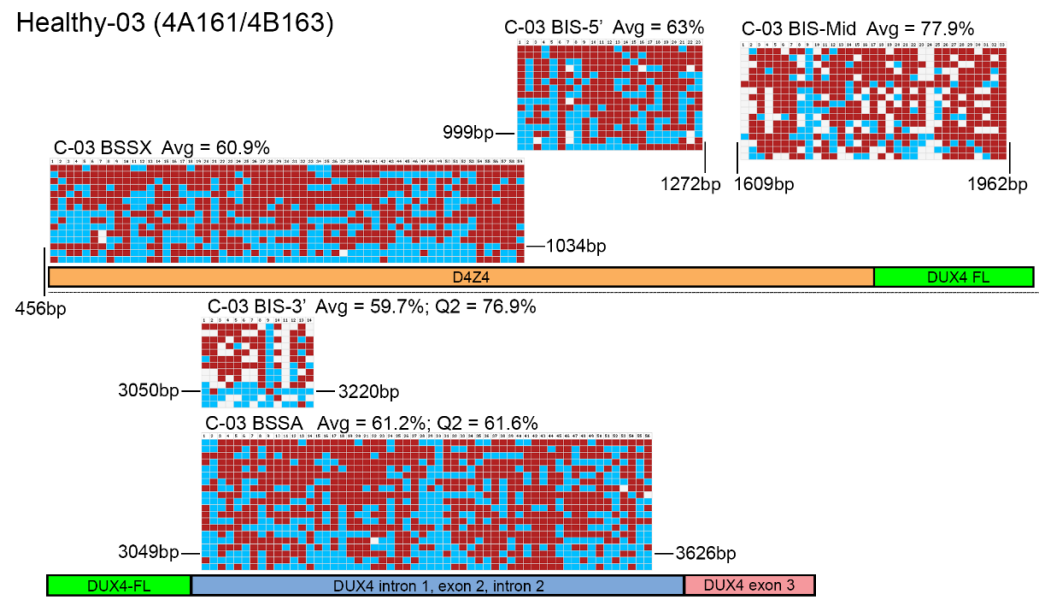 Healthy-03 (4A161/4B163)
C-03 BIS-5’ Avg = 63%
C-03 BIS-Mid Avg = 77.9%
999bp
1272bp
1609bp
1962bp
C-03 BSSX Avg = 60.9%
1034bp
D4Z4
DUX4 FL
456bp
C-03 BIS-3’ Avg = 59.7%; Q2 = 76.9%
3050bp
3220bp
C-03 BSSA Avg = 61.2%; Q2 = 61.6%
3049bp
3626bp
DUX4-FL
DUX4 intron 1, exon 2, intron 2
DUX4 exon 3